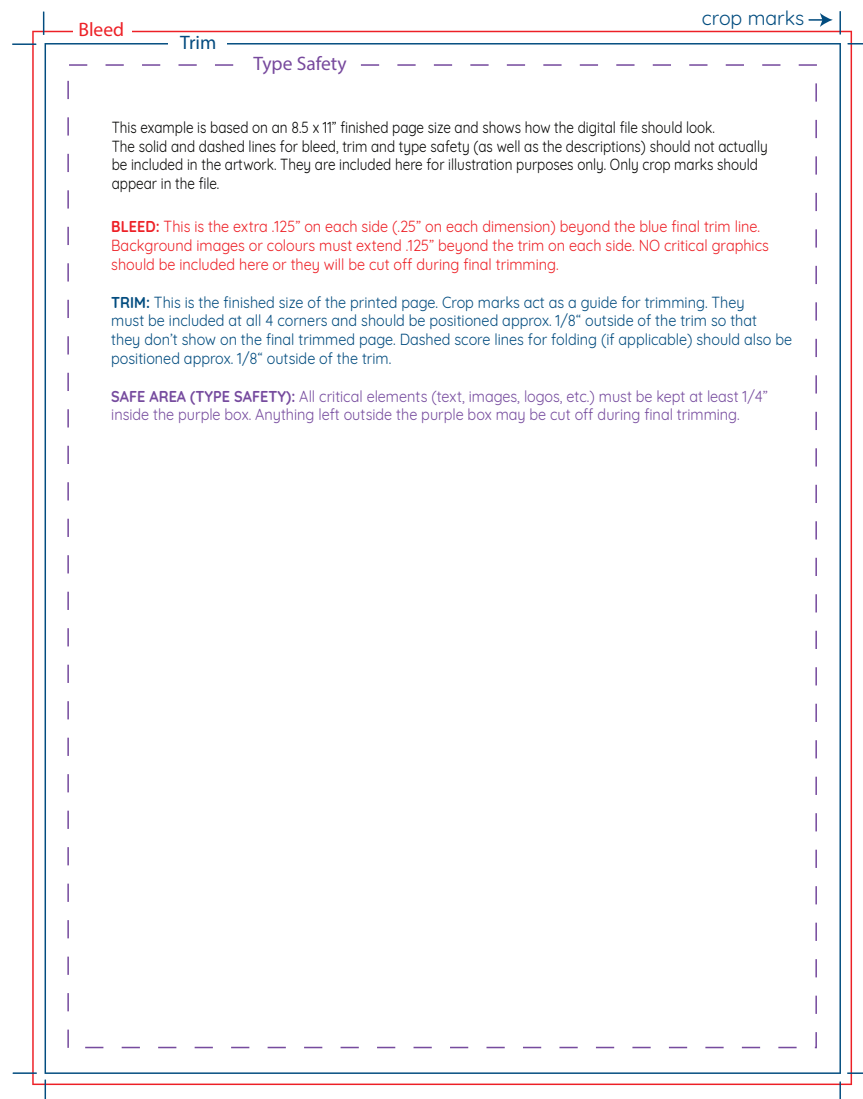 crop marks
Bleed
Trim
Type Safety
This example is based on an 8.5 x 11” finished page size and shows how the digital file should look.
The solid and dashed lines for bleed, trim and type safety (as well as the descriptions) should not actually
be included in the artwork. They are included here for illustration purposes only. Only crop marks should
appear in the file.
BLEED: This is the extra .125” on each side (.25” on each dimension) beyond the blue final trim line.
Background images or colours must extend .125” beyond the trim on each side. NO critical graphics
should be included here or they will be cut off during final trimming.
TRIM: This is the finished size of the printed page. Crop marks act as a guide for trimming. They
must be included at all 4 corners and should be positioned approx. 1/8“ outside of the trim so that
they don’t show on the final trimmed page. Dashed score lines for folding (if applicable) should also be
positioned approx. 1/8“ outside of the trim.
SAFE AREA (TYPE SAFETY): All critical elements (text, images, logos, etc.) must be kept at least 1/4”
inside the purple box. Anything left outside the purple box may be cut off during final trimming.